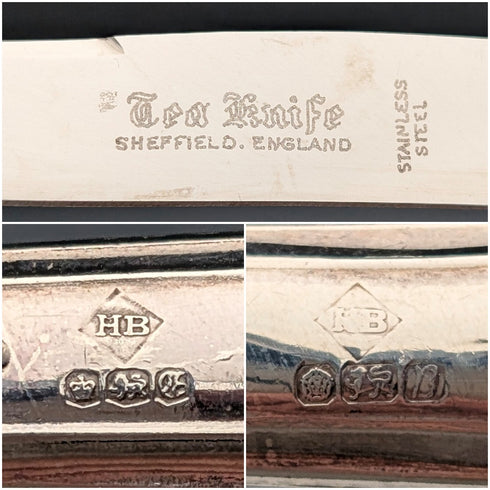 Tea Knife
SHEFFIELD. ENGLAND
STAINLESS
STEEL
HB
HB